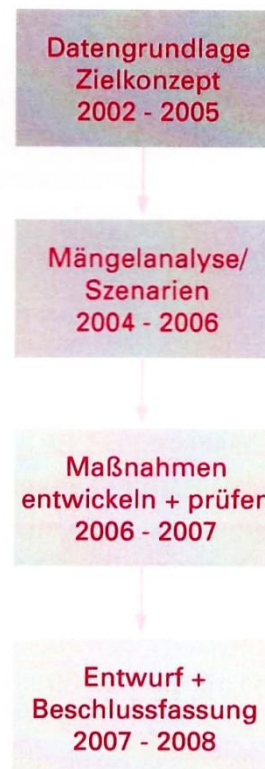 Datengrundlage
Zielkonzept
2002 - 2005
Mängelanalyse/
Szenarien
2004 - 2006
Maßnahmen
entwickeln + prüfen
2006 - 2007
Entwurf +
Beschlussfassung
2007 - 2008